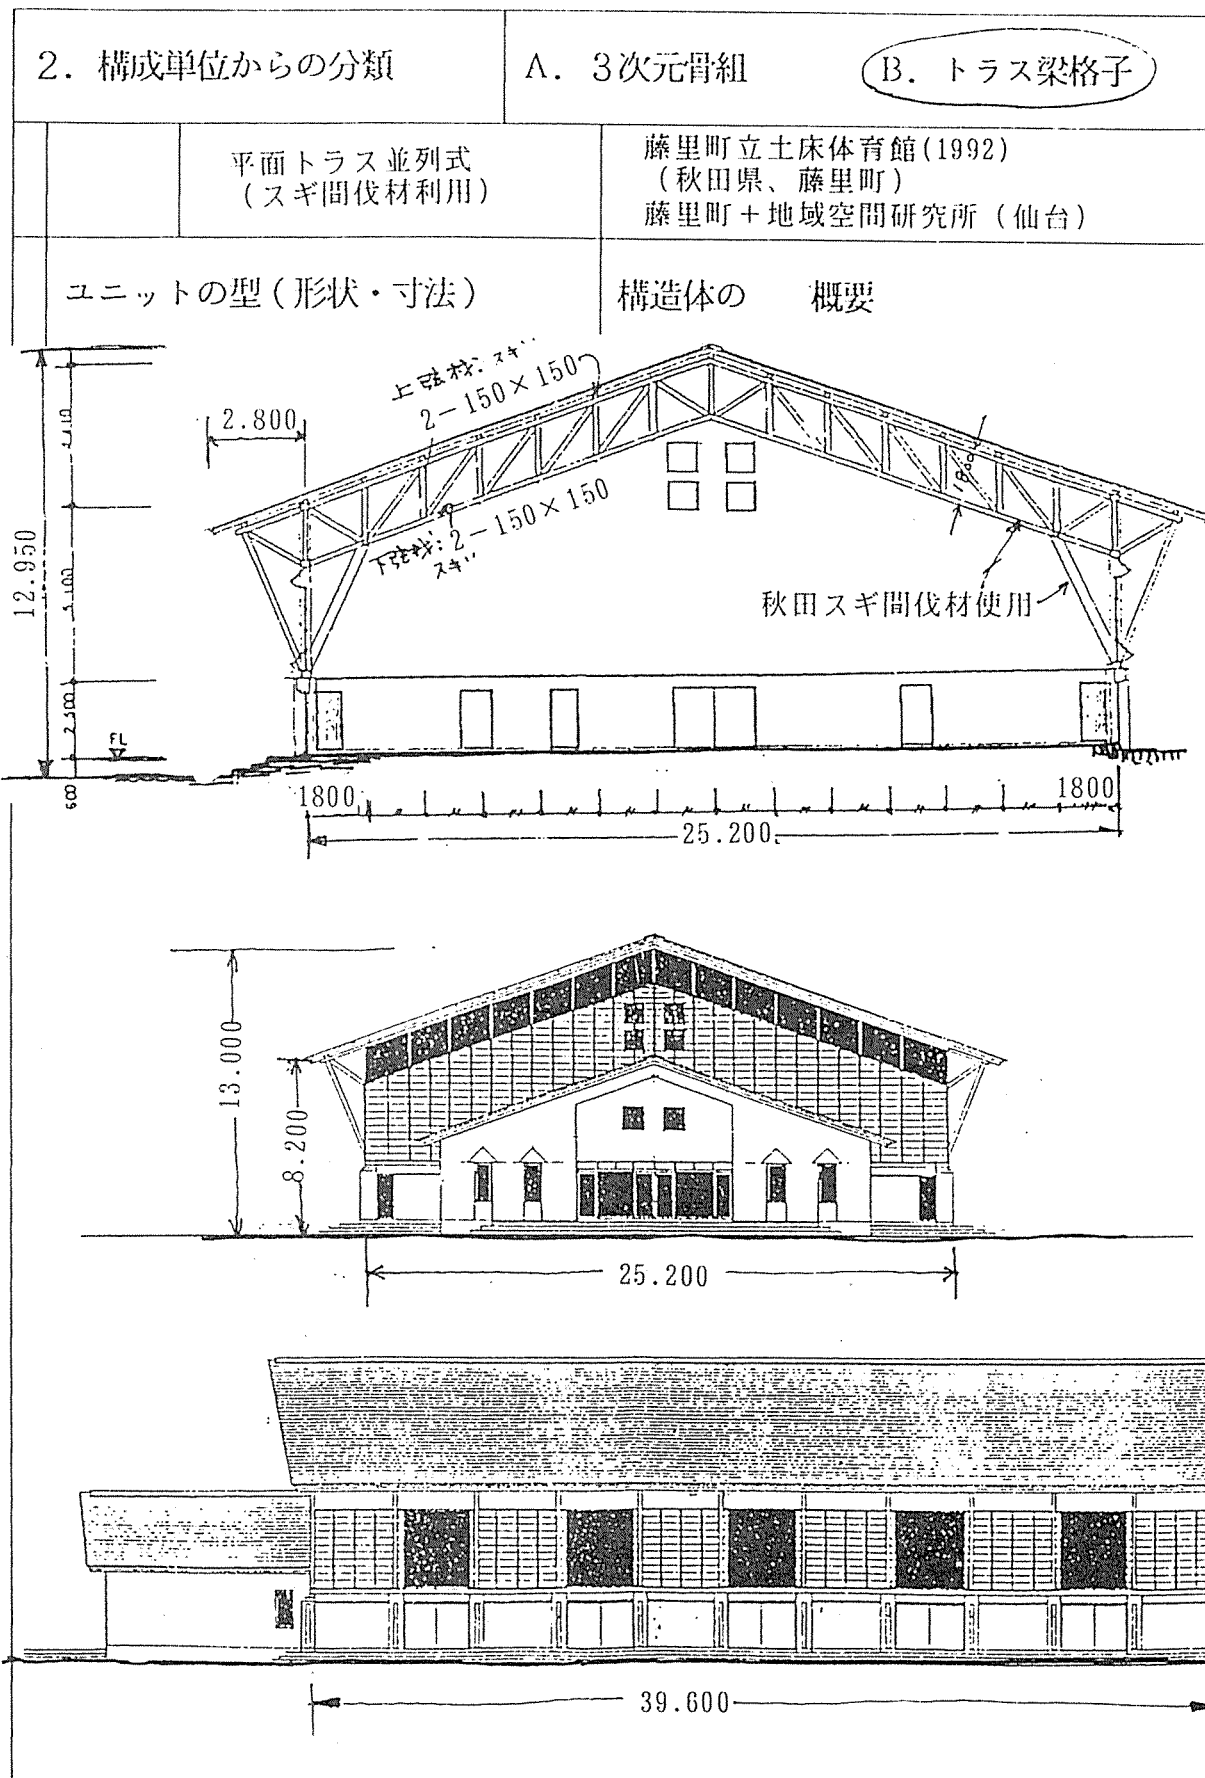 2. 構成単位からの分類
A. 3次元骨組
B. トラス梁格子
平面トラス並列式
(スギ間伐材利用)
藤里町立土床体育館(1992)
(秋田県、藤里町)
藤里町+地域空間研究所(仙台)
ユニットの型(形状・寸法)
構造体の 概要
上弦材: スギ
2-150×150
2.800
下弦材: 2-150×150
スギ
秋田スギ間伐材使用
12.950
5.100
2.500
FL
600
1800
1800
25.200
13.000
8.200
25.200
39.600